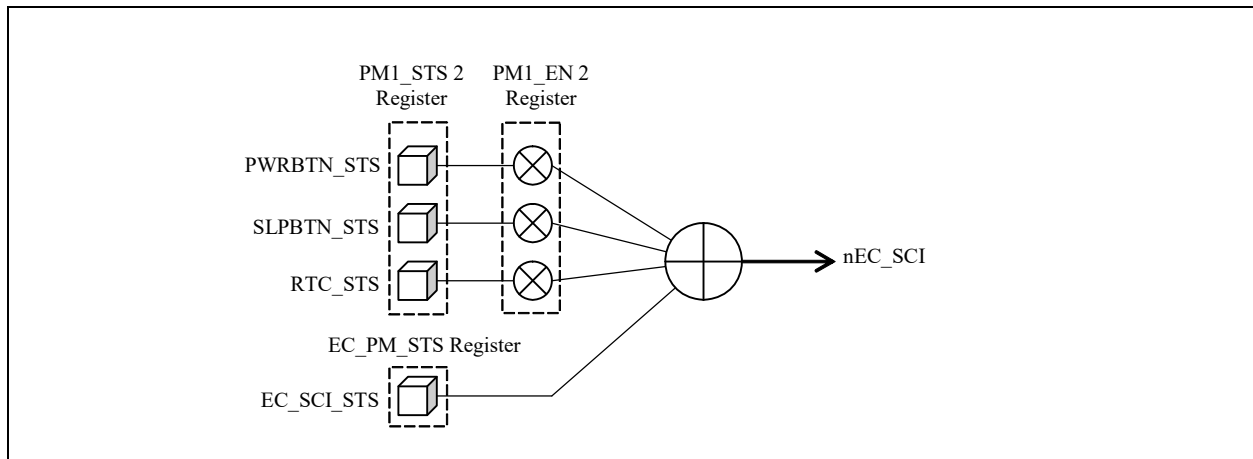 PM1_STS 2
Register
PM1_EN 2
Register
PWRBTN_STS
SLPBTN_STS
RTC_STS
nEC_SCI
EC_PM_STS Register
EC_SCI_STS